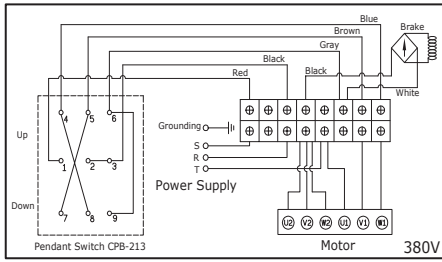 Blue
Brake
Brown
Gray
Black
Red
Black
White
4 5 6
Grounding
Up
S
1 2 3
R
T
Power Supply
Down
7 8 9
U2 V2 W2 U1 V1 W1
Pendant Switch CPB-213
Motor
380V